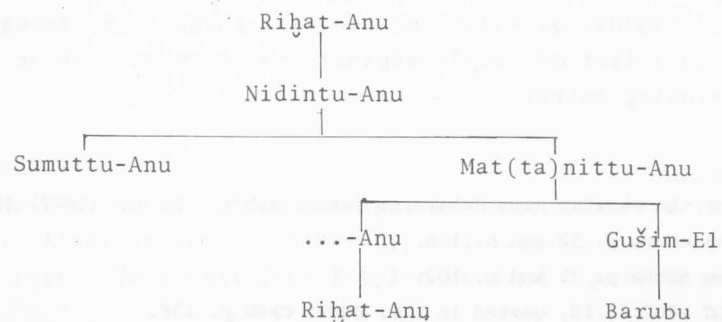 Riḫat-Anu
Nidintu-Anu
Sumuttu-Anu Mat(ta)nittu-Anu
...-Anu Gušim-El
Riḫat-Anu Barubu